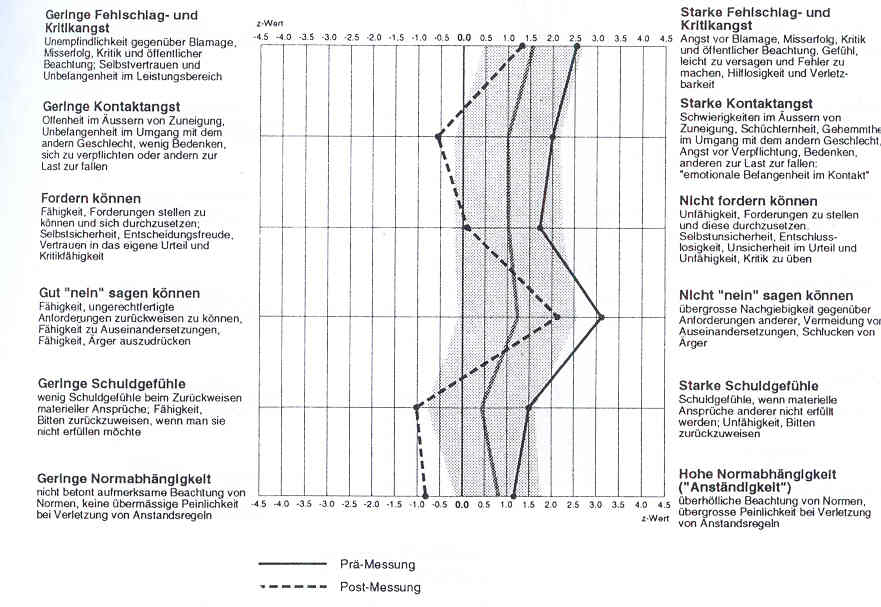 Geringe Fehlschlag- und
Kritikangst
Unempfindlichkeit gegenüber Blamage,
Misserfolg, Kritik und öffentlicher
Beachtung; Selbstvertrauen und
Unbelangenheit im Leistungsbereich
Geringe Kontaktangst
Offenheit im Äussern von Zuneigung,
Unbelangenheit im Umgang mit dem
andern Geschlecht, wenig Bedenken,
sich zu verpflichten oder andern zur
Last zur fallen
Fordern können
Fähigkeit, Forderungen stellen zu
können und sich durchzusetzen;
Selbstsicherheit, Entscheidungsfreude,
Vertrauen in das eigene Urteil und
Kritikfähigkeit
Gut "nein" sagen können
Fähigkeit, ungerechtfertigte
Anforderungen zurückweisen zu können,
Fähigkeit zu Auseinandersetzungen,
Fähigkeit, Ärger auszudrücken
Geringe Schuldgefühle
wenig Schuldgefühle beim Zurückweisen
materieller Ansprüche; Fähigkeit,
Bitten zurückzuweisen, wenn man sie
nicht erfüllen möchte
Geringe Normabhängigkeit
nicht betont aufmerksame Beachtung von
Normen, keine übermässige Peinlichkeit
bei Verletzung von Anstandsregeln
z-Wert
-4.5 -4.0 -3.5 -3.0 -2.5 -2.0 -1.5 -1.0 -0.5 0.0 0.5 1.0 1.5 2.0 2.5 3.0 3.5 4.0 4.5
-4.5 -4.0 -3.5 -3.0 -2.5 -2.0 -1.5 -1.0 -0.5 0.0 0.5 1.0 1.5 2.0 2.5 3.0 3.5 4.0 4.5
z-Wert
Starke Fehlschlag- und
Kritikangst
Angst vor Blamage, Misserfolg, Kritik
und öffentlicher Beachtung, Gefühl,
leicht zu versagen und Fehler zu
machen, Hilflosigkeit und Verletz-
barkeit
Starke Kontaktangst
Schwierigkeiten im Äussern von
Zuneigung, Schüchternheit, Gehemmthe
im Umgang mit dem andern Geschlecht,
Angst vor Verpflichtung, Bedenken,
anderen zur Last zur fallen:
"emotionale Belangenheit im Kontakt"
Nicht fordern können
Unfähigkeit, Forderungen zu stellen
und diese durchzusetzen.
Selbstunsicherheit, Entschluss-
losigkeit, Unsicherheit im Urteil und
Unfähigkeit, Kritik zu üben
Nicht "nein" sagen können
übergrosse Nachgiebigkeit gegenüber
Anforderungen anderer, Vermeidung vo
Auseinandersetzungen, Schlucken von
Ärger
Starke Schuldgefühle
Schuldgefühle, wenn materielle
Ansprüche anderer nicht erfüllt
werden; Unfähigkeit, Bitten
zurückzuweisen
Hohe Normabhängigkeit
("Anständigkeit")
überhöfliche Beachtung von Normen,
übergrosse Peinlichkeit bei Verletzung
von Anstandsregeln
Prä-Messung
Post-Messung